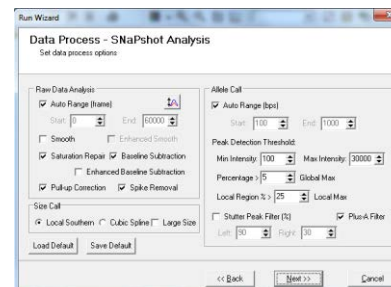 Run Wizard
Data Process - SNaPshot Analysis
Set data process options
Raw Data Analysis
Auto Range (frame)
Start: 0 End: 60000
Smooth Enhanced Smooth
Saturation Repair Baseline Subtraction
Enhanced Baseline Subtraction
Pull-up Correction Spike Removal
Size Call
Local Southern Cubic Spline Large Size
Load Default Save Default
Allele Call
Auto Range (bps)
Start: 100 End: 1000
Peak Detection Threshold:
Min Intensity: 100 Max Intensity: 30000
Percentage > 5 Global Max
Local Region % > 25 Local Max
Stutter Peak Filter (%) Plus-A Filter
Left: 90 Right: 30
<< Back Next >> Cancel